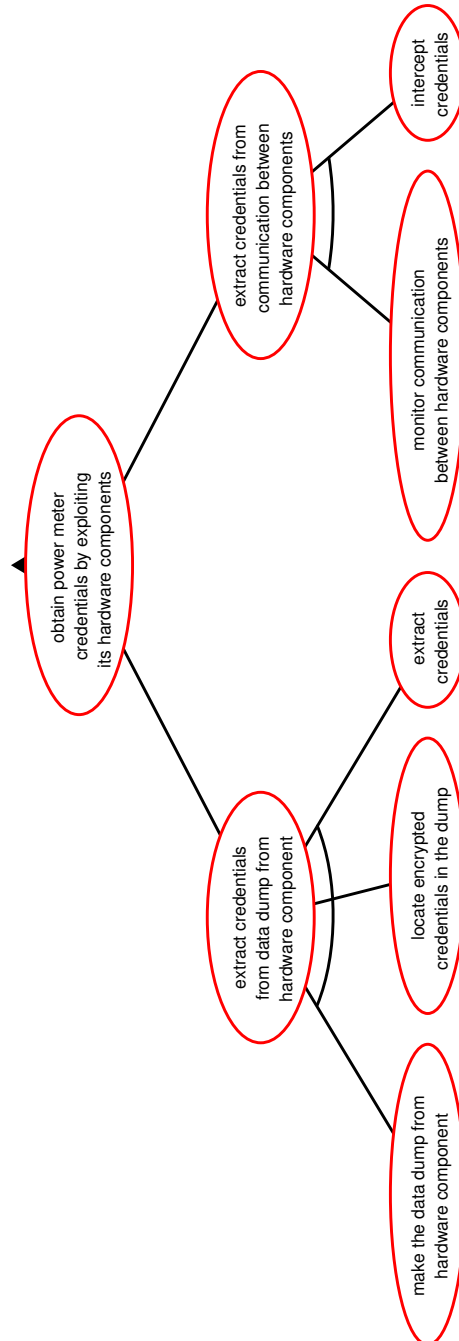 obtain power meter
credentials by exploiting
its hardware components
extract credentials
from data dump from
hardware component
extract credentials from
communication between
hardware components
make the data dump from
hardware component
locate encrypted
credentials in the dump
extract
credentials
monitor communication
between hardware components
intercept
credentials